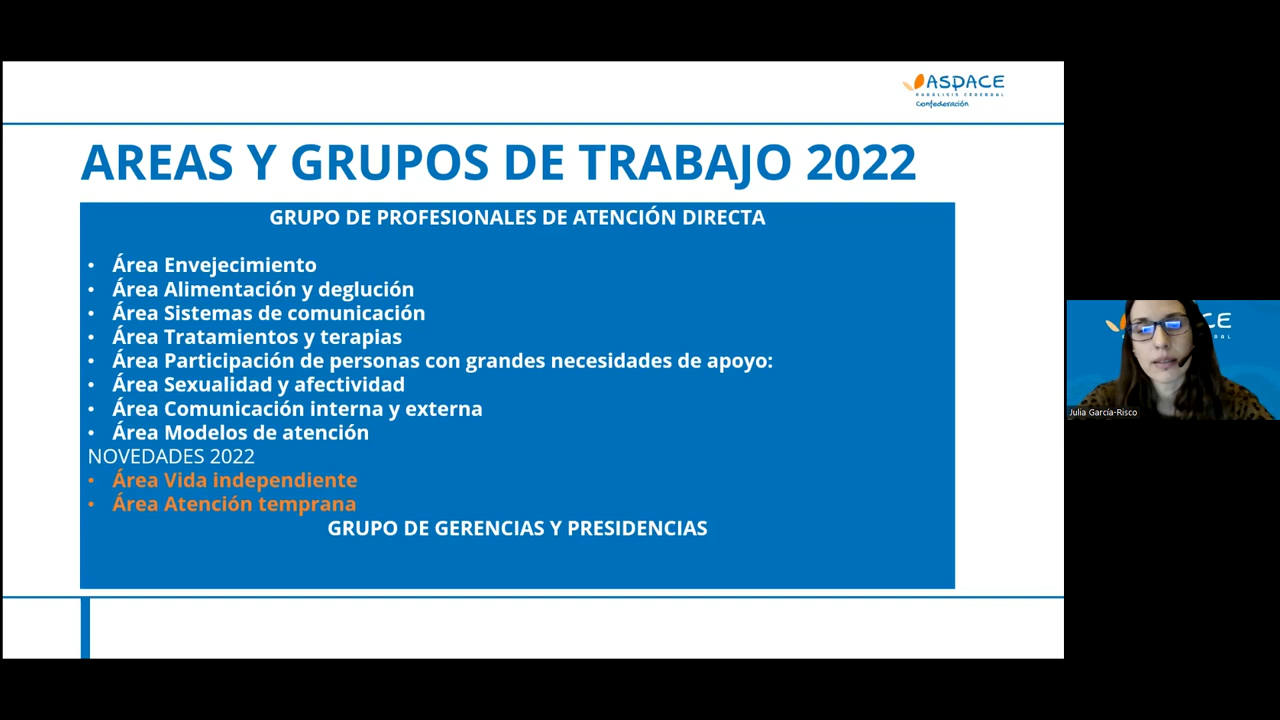 ASPACE
PARÁLISIS CEREBRAL
Confederación
AREAS Y GRUPOS DE TRABAJO 2022
GRUPO DE PROFESIONALES DE ATENCIÓN DIRECTA
• Área Envejecimiento
• Área Alimentación y deglución
• Área Sistemas de comunicación
• Área Tratamientos y terapias
• Área Participación de personas con grandes necesidades de apoyo:
• Área Sexualidad y afectividad
• Área Comunicación interna y externa
• Área Modelos de atención
NOVEDADES 2022
• Área Vida independiente
• Área Atención temprana
GRUPO DE GERENCIAS Y PRESIDENCIAS
CE
Julia García-Risco